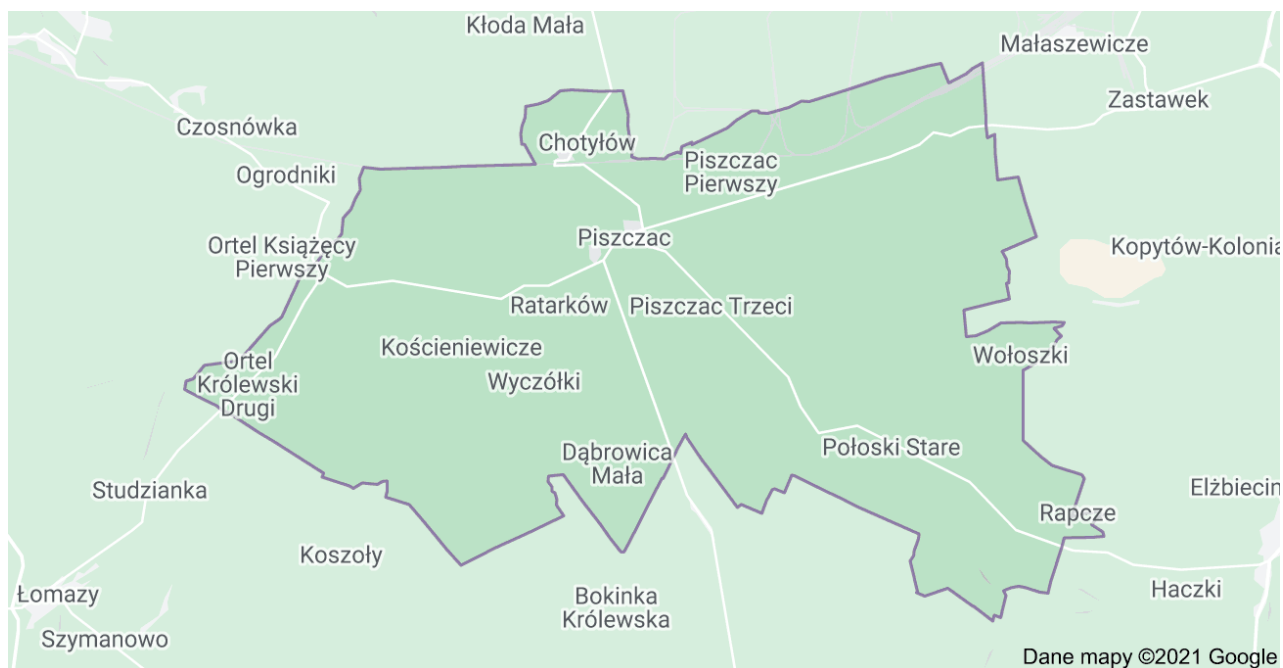 Kłoda Mała
Małaszewicze
Zastawek
Czosnówka
Chotyłów
Ogrodniki
Piszczac
Pierwszy
Piszczac
Ortel Książęcy
Pierwszy
Kopytów-Kolonia
Ratarków
Piszczac Trzeci
Kościeniewicze
Wołoszki
Ortel
Królewski
Drugi
Wyczółki
Dąbrowica
Mała
Połoski Stare
Studzianka
Elżbiecin
Rapcze
Koszoły
Łomazy
Bokinka
Królewska
Haczki
Szymanowo
Dane mapy ©2021 Google